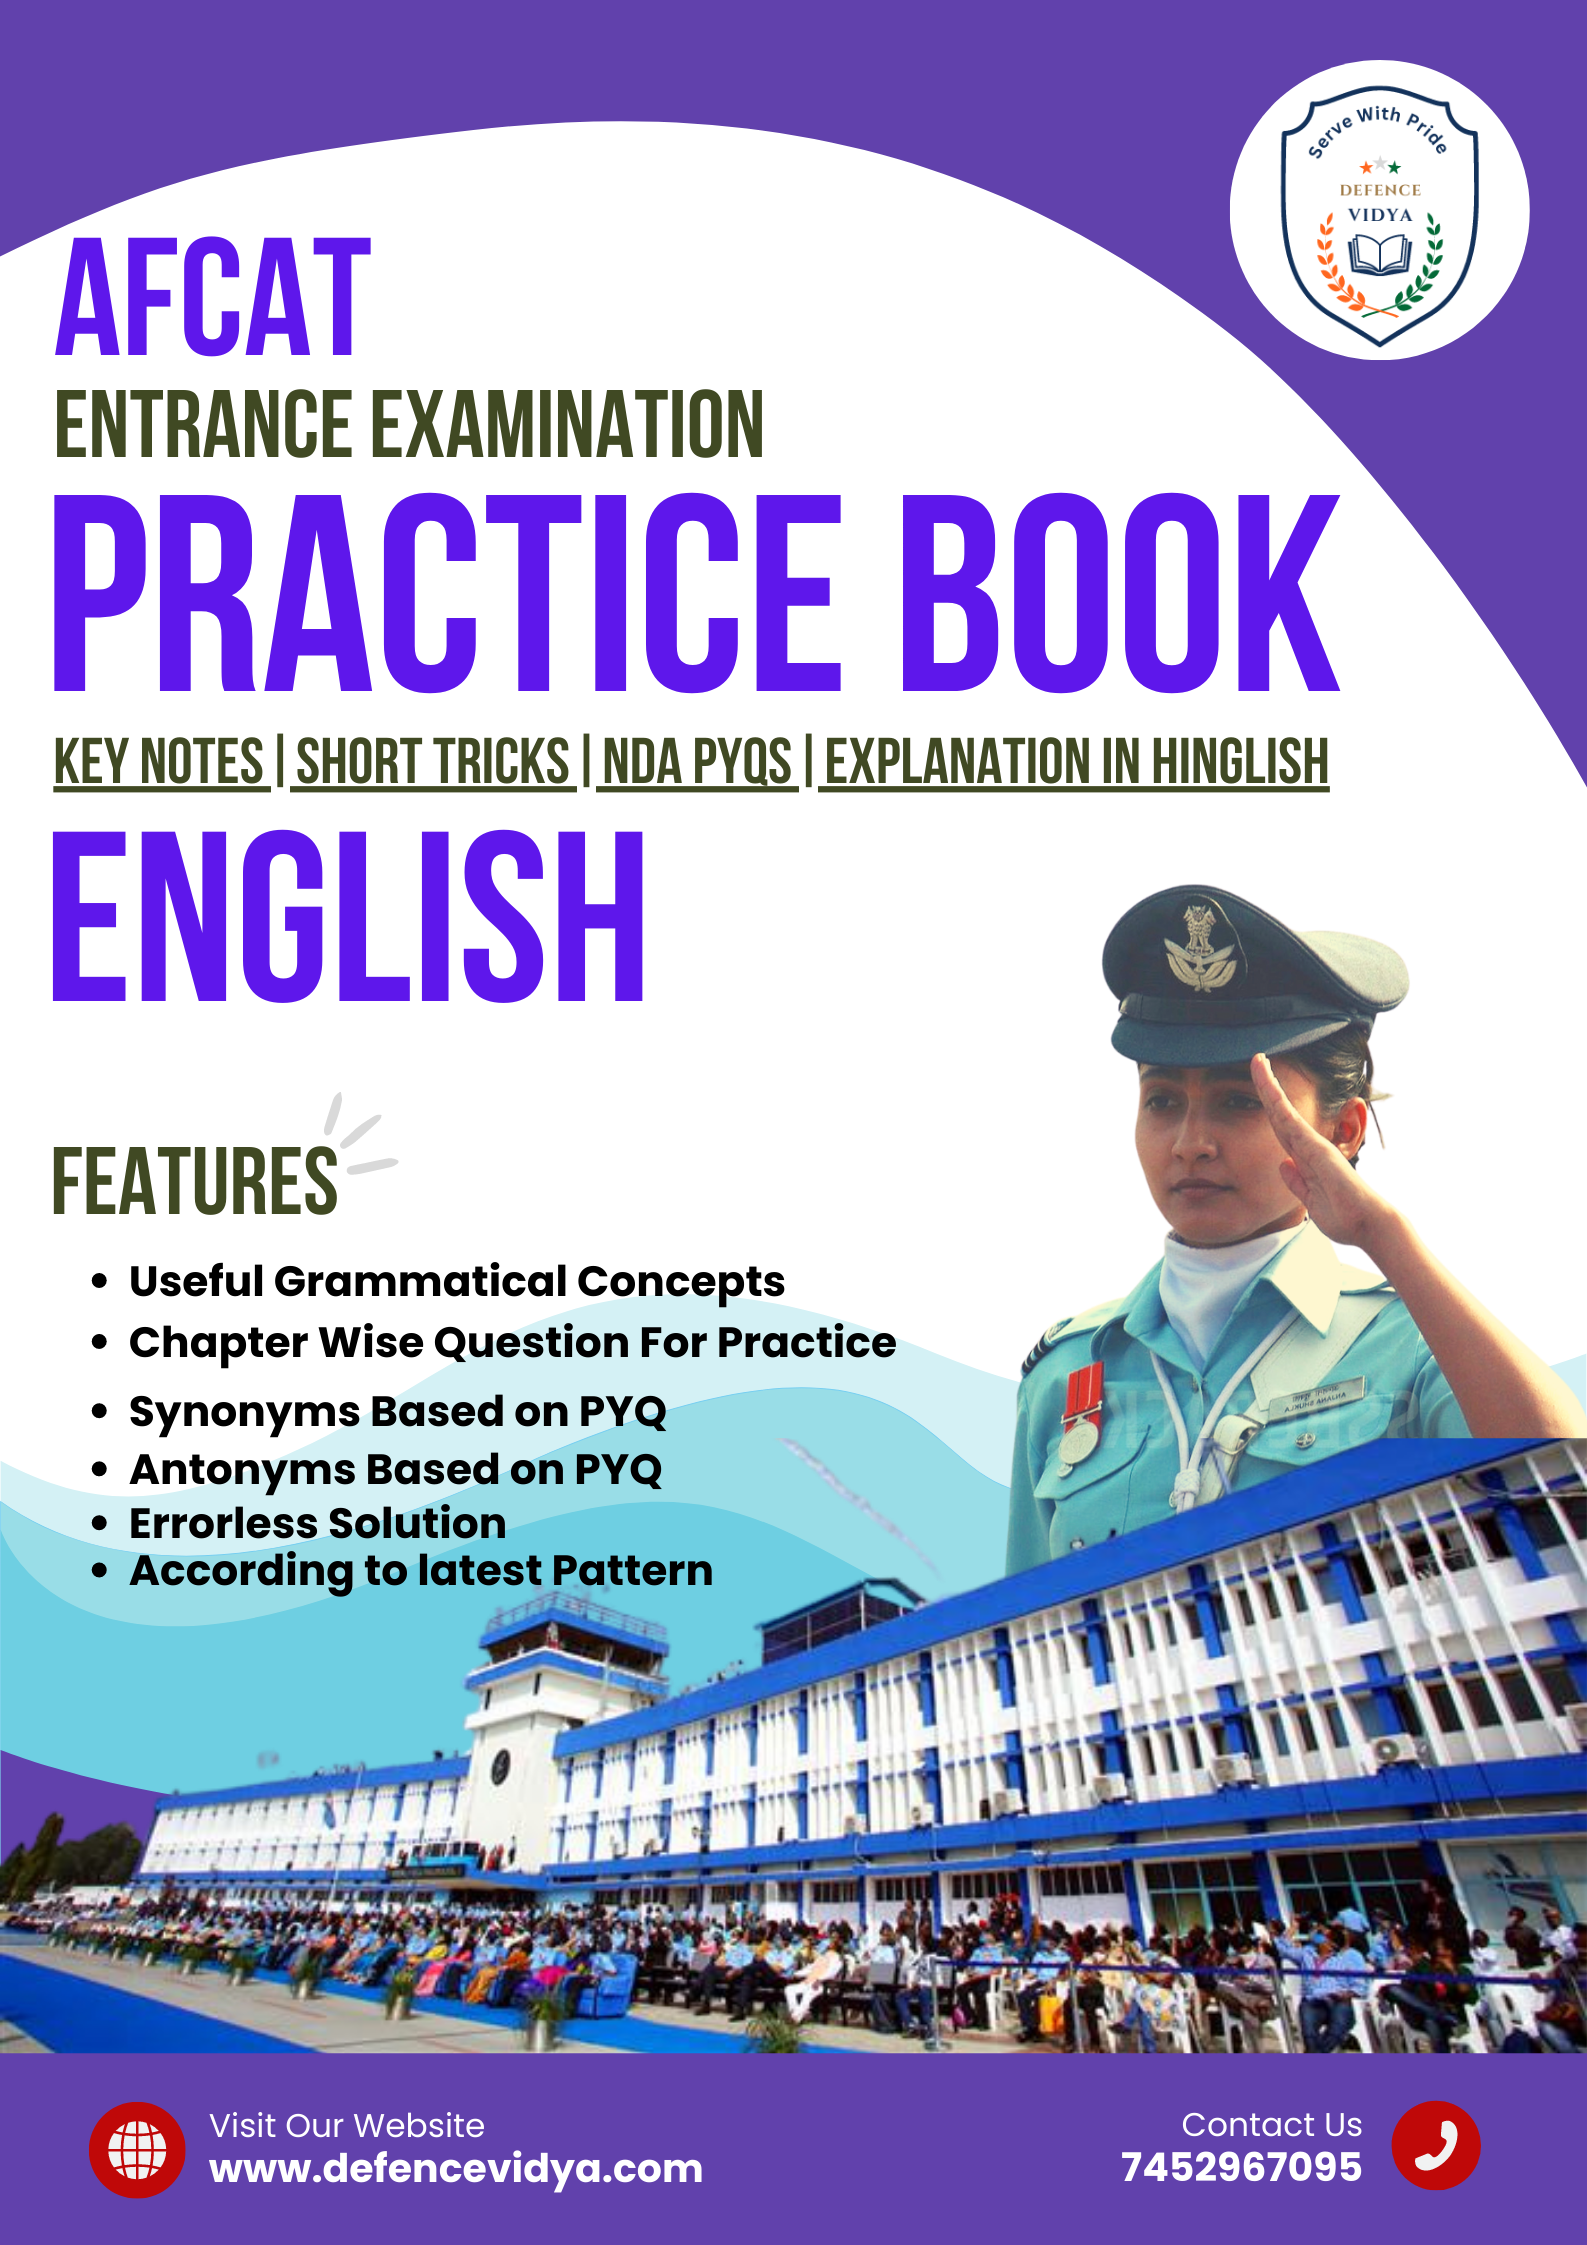 Serve With Pride
DEFENCE
VIDYA
AFCAT
ENTRANCE EXAMINATION
PRACTICE BOOK
KEY NOTES | SHORT TRICKS | NDA PYQS | EXPLANATION IN HINGLISH
ENGLISH
FEATURES
• Useful Grammatical Concepts
• Chapter Wise Question For Practice
• Synonyms Based on PYQ
• Antonyms Based on PYQ
• Errorless Solution
• According to latest Pattern
Visit Our Website
www.defencevidya.com
Contact Us
7452967095